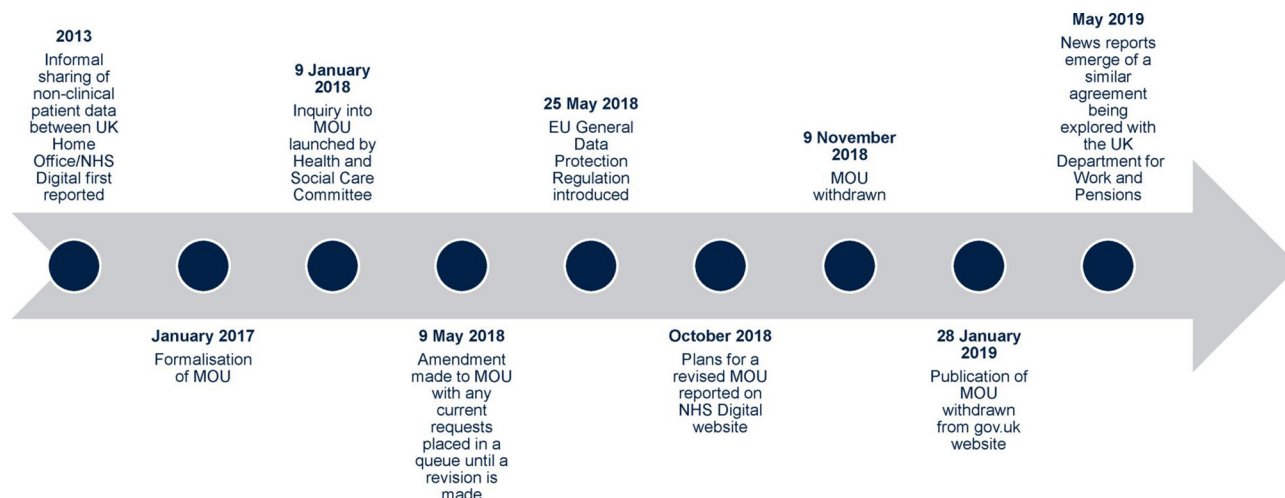 2013
Informal
sharing of
non-clinical
patient data
between UK
Home
Office/NHS
Digital first
reported
January 2017
Formalisation
of MOU
9 January
2018
Inquiry into
MOU
launched by
Health and
Social Care
Committee
9 May 2018
Amendment
made to MOU
with any
current
requests
placed in a
queue until a
revision is
made
25 May 2018
EU General
Data
Protection
Regulation
introduced
October 2018
Plans for a
revised MOU
reported on
NHS Digital
website
9 November
2018
MOU
withdrawn
28 January
2019
Publication of
MOU
withdrawn
from gov.uk
website
May 2019
News reports
emerge of a
similar
agreement
being
explored with
the UK
Department for
Work and
Pensions